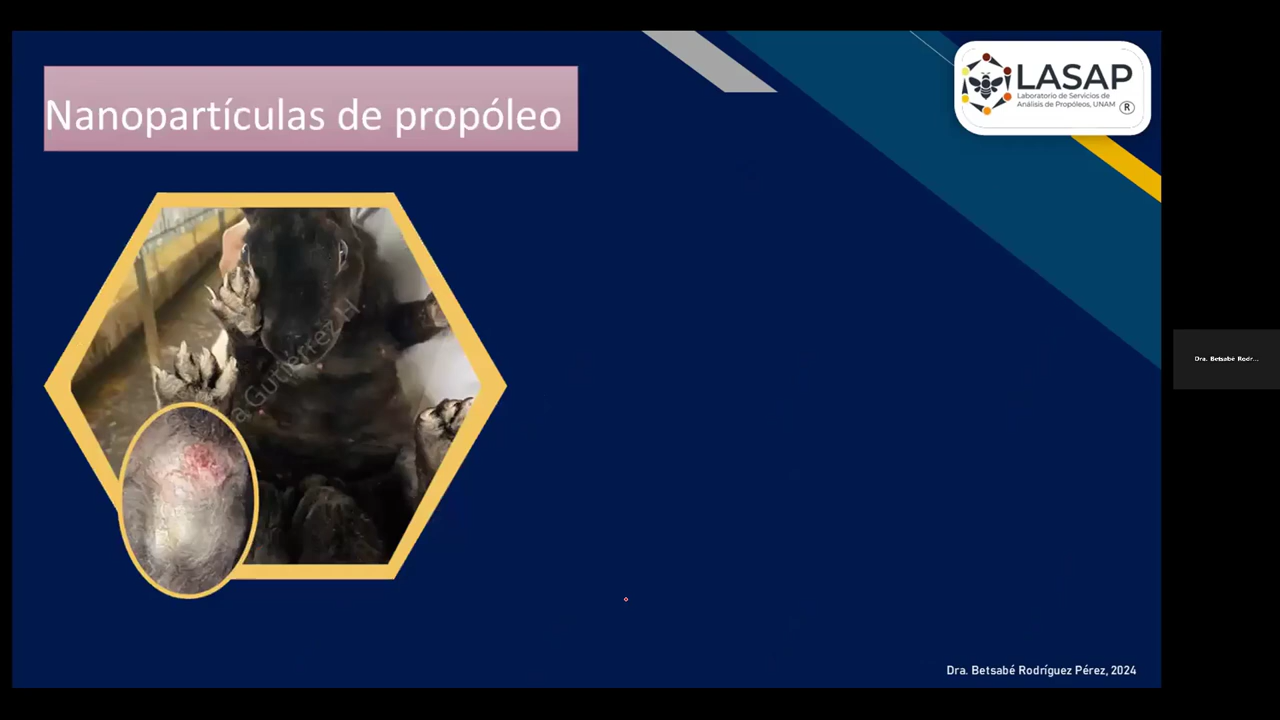 Nanopartículas de propóleo
LASAP
Laboratorio de Servicios de
Análisis de Propóleos, UNAM
®
Gutiérrez H.
Dra. Betsabé Rodr...
Dra. Betsabé Rodríguez Pérez, 2024